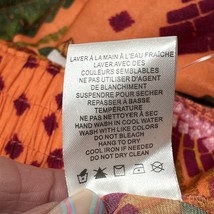 LAVER À LA MAIN À L'EAU FRAÎCHE
LAVER AVEC DES
COULEURS SEMBLABLES
NE PAS UTILISER D'AGENT
DE BLANCHIMENT
SUSPENDRE POUR SECHER
REPASSER À BASSE
TEMPÉRATURE
NE PAS NETTOYER À SEC
HAND WASH IN COOL WATER
WASH WITH LIKE COLORS
DO NOT BLEACH
HANG TO DRY
COOL IRON IF NEEDED
DO NOT DRY CLEAN